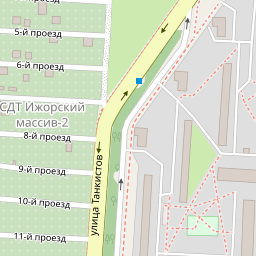 5-й проезд
6-й проезд
СДТ Ижорский
массив-2
8-й проезд
9-й проезд
10-й проезд
11-й проезд
улица Танкистов